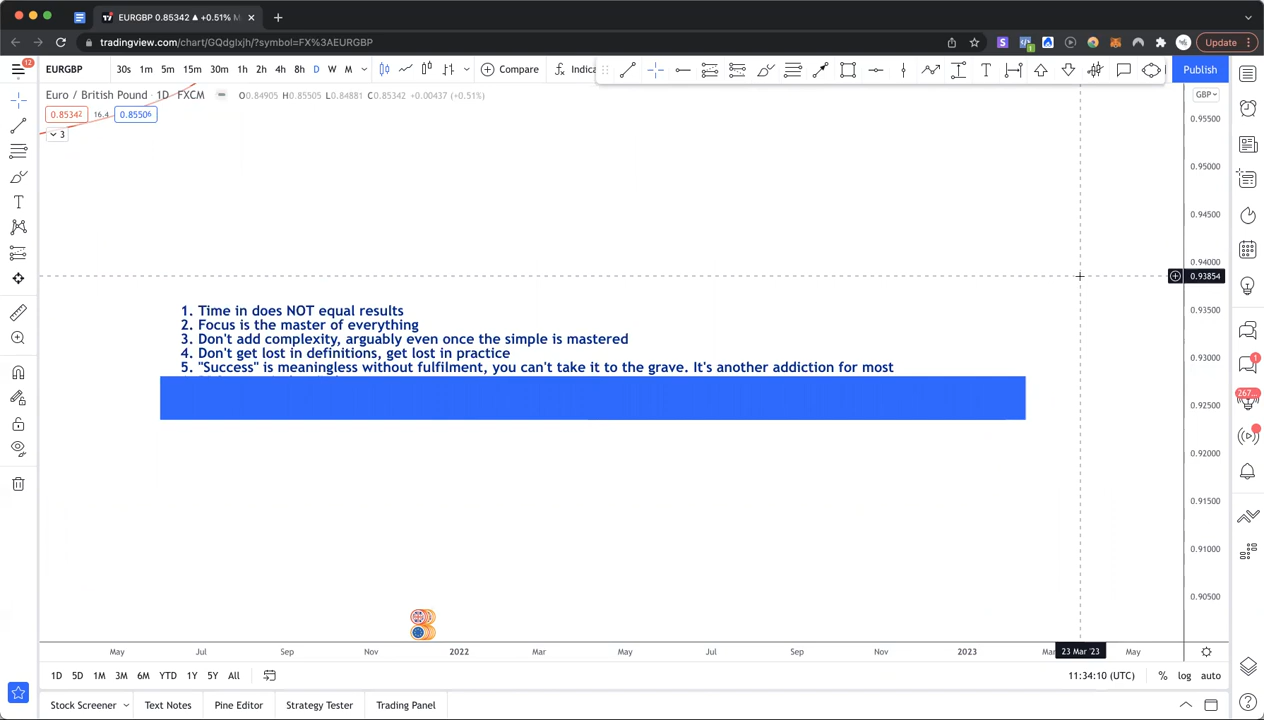 EURGBP 0.85342 ▲ +0.51%
tradingview.com/chart/GQdgIxjh/?symbol=FX%3AEURGBP
Update
12
EURGBP 30s 1m 5m 15m 30m 1h 2h 4h 8h D W M Compare Indica Publish
Euro / British Pound · 1D · FXCM O0.84905 H0.85505 L0.84881 C0.85342 +0.00437 (+0.51%)
GBP
0.85342 16.4 0.85506
3
0.95500
0.95000
0.94500
0.94000
0.93854
0.93500
0.93000
0.92500
0.92000
0.91500
0.91000
0.90500
1. Time in does NOT equal results
2. Focus is the master of everything
3. Don't add complexity, arguably even once the simple is mastered
4. Don't get lost in definitions, get lost in practice
5. "Success" is meaningless without fulfilment, you can't take it to the grave. It's another addiction for most
1
267...
May Jul Sep Nov 2022 Mar May Jul Sep Nov 2023 23 Mar '23 May
1D 5D 1M 3M 6M YTD 1Y 5Y All 11:34:10 (UTC) % log auto
Stock Screener Text Notes Pine Editor Strategy Tester Trading Panel